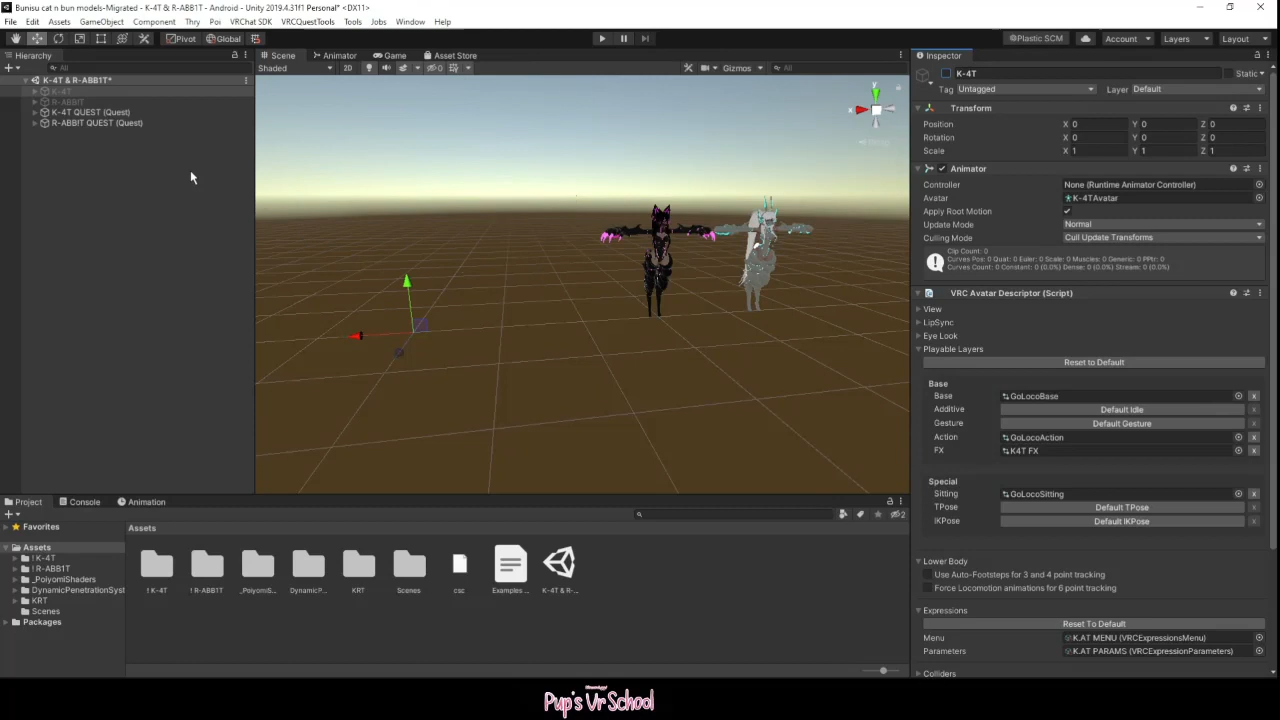 Bunisu cat n bun models-Migrated - K-4T & R-ABB1T - Android - Unity 2019.4.31f1 Personal* <DX11>
File Edit Assets GameObject Component Thry Poi VRChat SDK VRCQuestTools Tools Jobs Window Help
Pivot Global Plastic SCM Account Layers Layout
Hierarchy Scene Animator Game Asset Store Inspector
All Shaded 2D 0 Gizmos All
K-4T & R-ABB1T*
K-4T
R-ABB!T
K-4T QUEST (Quest)
R-ABB!T QUEST (Quest)
y
x
K-4T Static
Tag Untagged Layer Default
Transform
Position X 0 Y 0 Z 0
Rotation X 0 Y 0 Z 0
Scale X 1 Y 1 Z 1
Animator
Controller None (Runtime Animator Controller)
Avatar K-4TAvatar
Apply Root Motion
Update Mode Normal
Culling Mode Cull Update Transforms
Clip Count: 0
Curves Pos: 0 Quat: 0 Euler: 0 Scale: 0 Muscles: 0 Generic: 0 PPtr: 0
Curves Count: 0 Constant: 0 (0.0%) Dense: 0 (0.0%) Stream: 0 (0.0%)
VRC Avatar Descriptor (Script)
View
LipSync
Eye Look
Playable Layers
Reset to Default
Base
Base GoLocoBase x
Additive Default Idle x
Gesture Default Gesture x
Action GoLocoAction x
FX K4T FX x
Special
Sitting GoLocoSitting x
TPose Default TPose x
IKPose Default IKPose x
Lower Body
Use Auto-Footsteps for 3 and 4 point tracking
Force Locomotion animations for 6 point tracking
Expressions
Reset To Default
Menu K.AT MENU (VRCExpressionsMenu)
Parameters K.AT PARAMS (VRCExpressionParameters)
Colliders
Project Console Animation
2
Favorites
Assets
! K-4T
! R-ABB1T
_PoiyomiShaders
DynamicPenetrationSyst
KRT
Scenes
Packages
Assets
! K-4T ! R-ABB1T _PoiyomiS... DynamicP... KRT Scenes csc Examples ... K-4T & R-...
Pup's Vr School